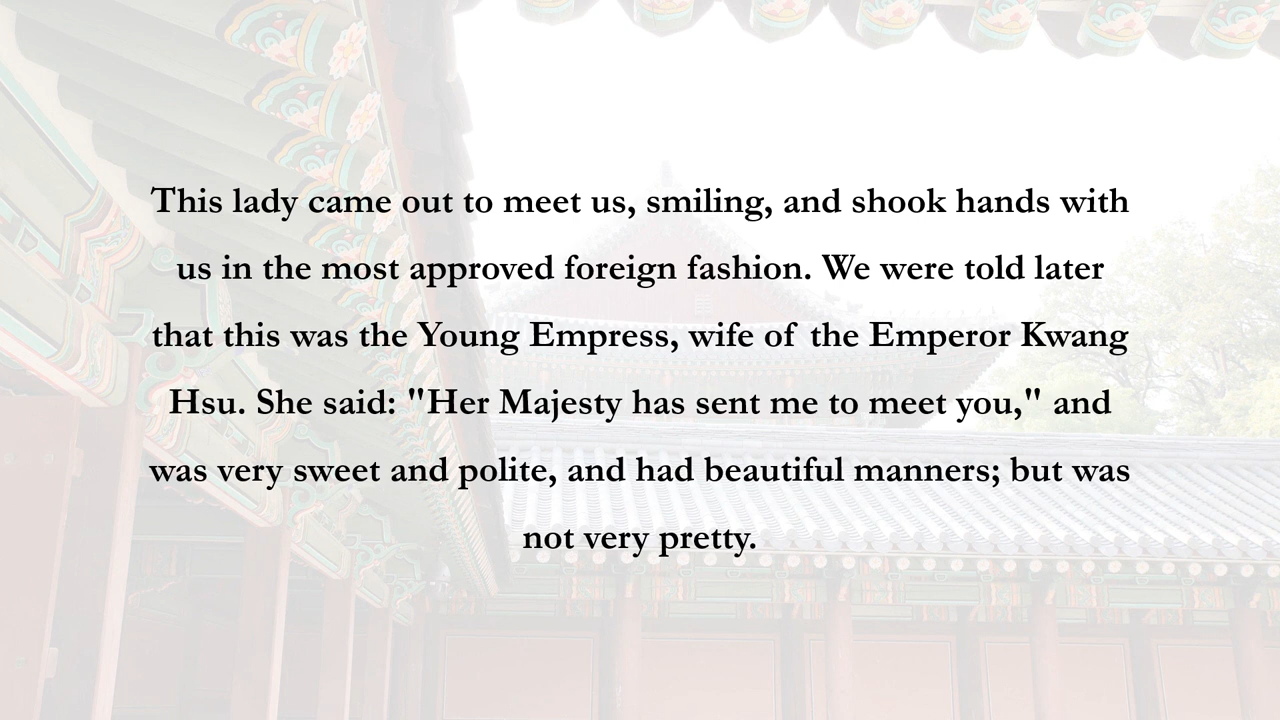 This lady came out to meet us, smiling, and shook hands with
us in the most approved foreign fashion. We were told later
that this was the Young Empress, wife of the Emperor Kwang
Hsu. She said: "Her Majesty has sent me to meet you," and
was very sweet and polite, and had beautiful manners; but was
not very pretty.